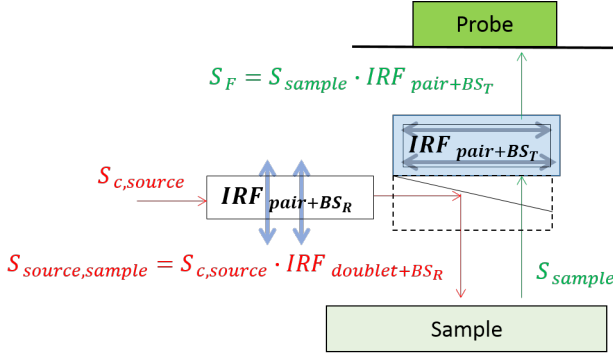 Probe
S_F = S_sample · IRF_pair+BS_T
IRF_pair+BS_T
S_c,source
IRF_pair+BS_R
S_source,sample = S_c,source · IRF_doublet+BS_R
S_sample
Sample